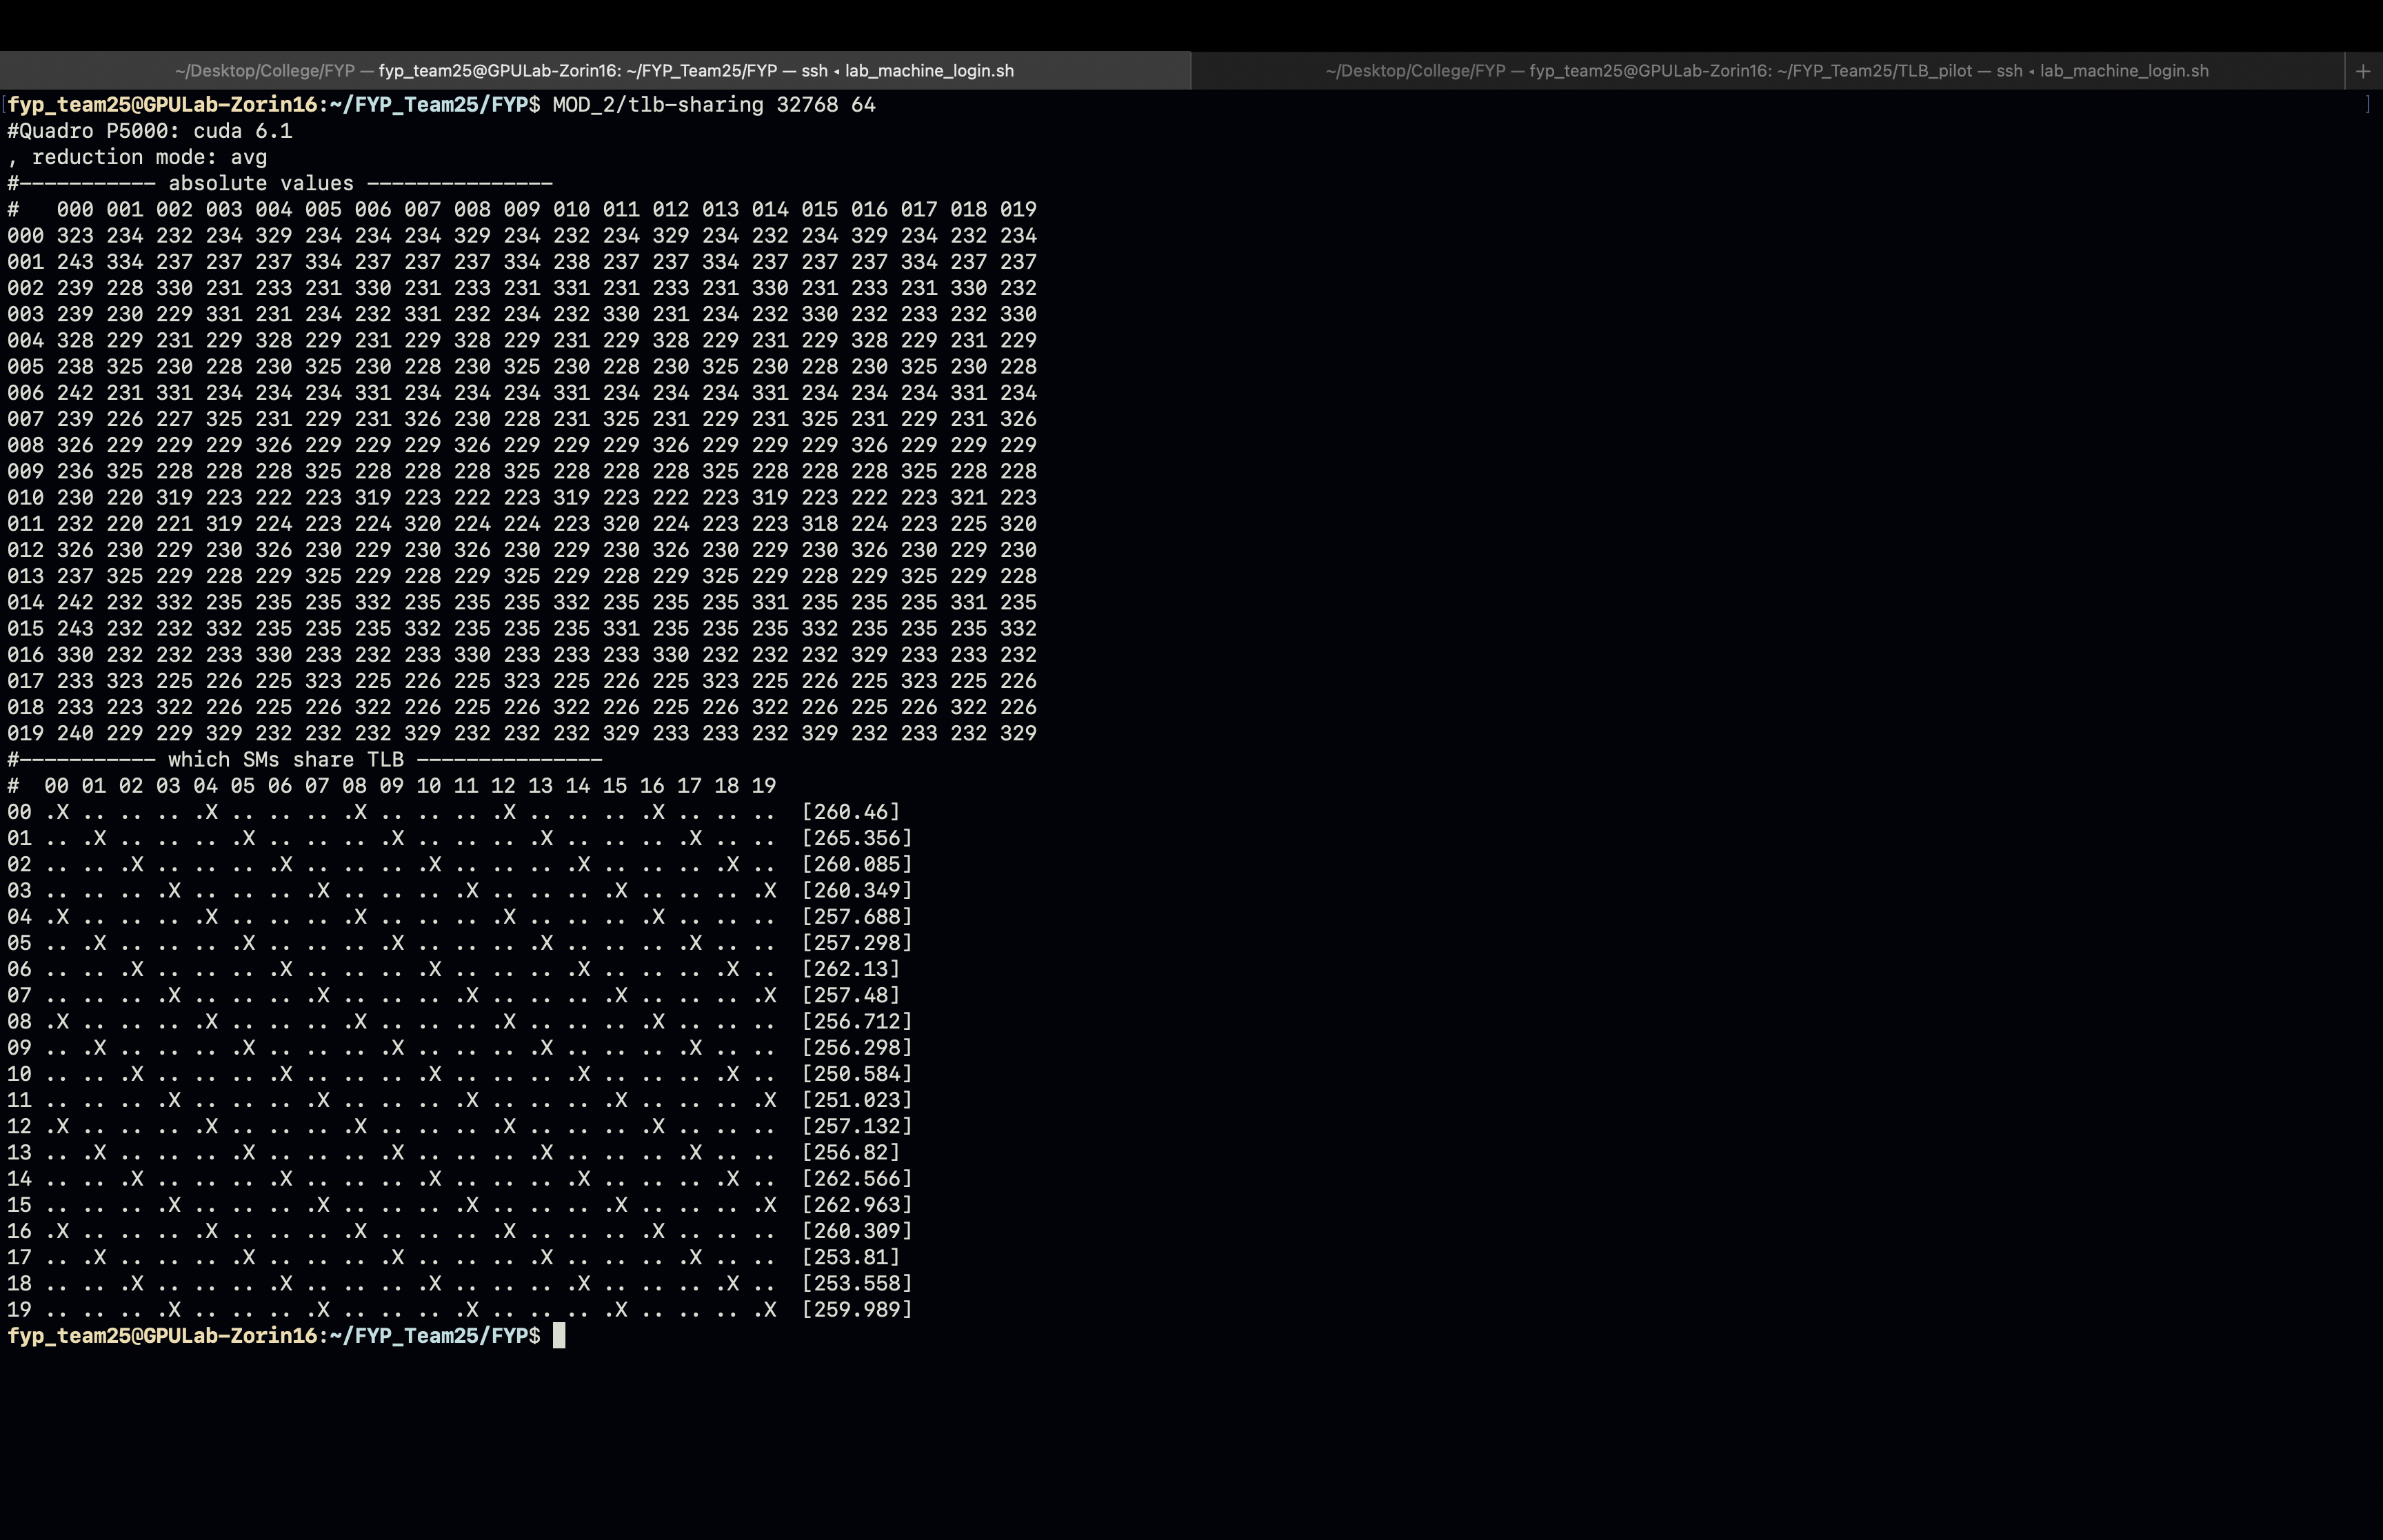 ~/Desktop/College/FYP — fyp_team25@GPULab-Zorin16: ~/FYP_Team25/FYP — ssh ◂ lab_machine_login.sh
~/Desktop/College/FYP — fyp_team25@GPULab-Zorin16: ~/FYP_Team25/TLB_pilot — ssh ◂ lab_machine_login.sh
+
[fyp_team25@GPULab-Zorin16:~/FYP_Team25/FYP$ MOD_2/tlb-sharing 32768 64 ]
#Quadro P5000: cuda 6.1
, reduction mode: avg
#----------- absolute values ---------------
#   000 001 002 003 004 005 006 007 008 009 010 011 012 013 014 015 016 017 018 019
000 323 234 232 234 329 234 234 234 329 234 232 234 329 234 232 234 329 234 232 234
001 243 334 237 237 237 334 237 237 237 334 238 237 237 334 237 237 237 334 237 237
002 239 228 330 231 233 231 330 231 233 231 331 231 233 231 330 231 233 231 330 232
003 239 230 229 331 231 234 232 331 232 234 232 330 231 234 232 330 232 233 232 330
004 328 229 231 229 328 229 231 229 328 229 231 229 328 229 231 229 328 229 231 229
005 238 325 230 228 230 325 230 228 230 325 230 228 230 325 230 228 230 325 230 228
006 242 231 331 234 234 234 331 234 234 234 331 234 234 234 331 234 234 234 331 234
007 239 226 227 325 231 229 231 326 230 228 231 325 231 229 231 325 231 229 231 326
008 326 229 229 229 326 229 229 229 326 229 229 229 326 229 229 229 326 229 229 229
009 236 325 228 228 228 325 228 228 228 325 228 228 228 325 228 228 228 325 228 228
010 230 220 319 223 222 223 319 223 222 223 319 223 222 223 319 223 222 223 321 223
011 232 220 221 319 224 223 224 320 224 224 223 320 224 223 223 318 224 223 225 320
012 326 230 229 230 326 230 229 230 326 230 229 230 326 230 229 230 326 230 229 230
013 237 325 229 228 229 325 229 228 229 325 229 228 229 325 229 228 229 325 229 228
014 242 232 332 235 235 235 332 235 235 235 332 235 235 235 331 235 235 235 331 235
015 243 232 232 332 235 235 235 332 235 235 235 331 235 235 235 332 235 235 235 332
016 330 232 232 233 330 233 232 233 330 233 233 233 330 232 232 232 329 233 233 232
017 233 323 225 226 225 323 225 226 225 323 225 226 225 323 225 226 225 323 225 226
018 233 223 322 226 225 226 322 226 225 226 322 226 225 226 322 226 225 226 322 226
019 240 229 229 329 232 232 232 329 232 232 232 329 233 233 232 329 232 233 232 329
#----------- which SMs share TLB ---------------
#  00 01 02 03 04 05 06 07 08 09 10 11 12 13 14 15 16 17 18 19
00 .X .. .. .. .X .. .. .. .X .. .. .. .X .. .. .. .X .. .. ..  [260.46]
01 .. .X .. .. .. .X .. .. .. .X .. .. .. .X .. .. .. .X .. ..  [265.356]
02 .. .. .X .. .. .. .X .. .. .. .X .. .. .. .X .. .. .. .X ..  [260.085]
03 .. .. .. .X .. .. .. .X .. .. .. .X .. .. .. .X .. .. .. .X  [260.349]
04 .X .. .. .. .X .. .. .. .X .. .. .. .X .. .. .. .X .. .. ..  [257.688]
05 .. .X .. .. .. .X .. .. .. .X .. .. .. .X .. .. .. .X .. ..  [257.298]
06 .. .. .X .. .. .. .X .. .. .. .X .. .. .. .X .. .. .. .X ..  [262.13]
07 .. .. .. .X .. .. .. .X .. .. .. .X .. .. .. .X .. .. .. .X  [257.48]
08 .X .. .. .. .X .. .. .. .X .. .. .. .X .. .. .. .X .. .. ..  [256.712]
09 .. .X .. .. .. .X .. .. .. .X .. .. .. .X .. .. .. .X .. ..  [256.298]
10 .. .. .X .. .. .. .X .. .. .. .X .. .. .. .X .. .. .. .X ..  [250.584]
11 .. .. .. .X .. .. .. .X .. .. .. .X .. .. .. .X .. .. .. .X  [251.023]
12 .X .. .. .. .X .. .. .. .X .. .. .. .X .. .. .. .X .. .. ..  [257.132]
13 .. .X .. .. .. .X .. .. .. .X .. .. .. .X .. .. .. .X .. ..  [256.82]
14 .. .. .X .. .. .. .X .. .. .. .X .. .. .. .X .. .. .. .X ..  [262.566]
15 .. .. .. .X .. .. .. .X .. .. .. .X .. .. .. .X .. .. .. .X  [262.963]
16 .X .. .. .. .X .. .. .. .X .. .. .. .X .. .. .. .X .. .. ..  [260.309]
17 .. .X .. .. .. .X .. .. .. .X .. .. .. .X .. .. .. .X .. ..  [253.81]
18 .. .. .X .. .. .. .X .. .. .. .X .. .. .. .X .. .. .. .X ..  [253.558]
19 .. .. .. .X .. .. .. .X .. .. .. .X .. .. .. .X .. .. .. .X  [259.989]
fyp_team25@GPULab-Zorin16:~/FYP_Team25/FYP$